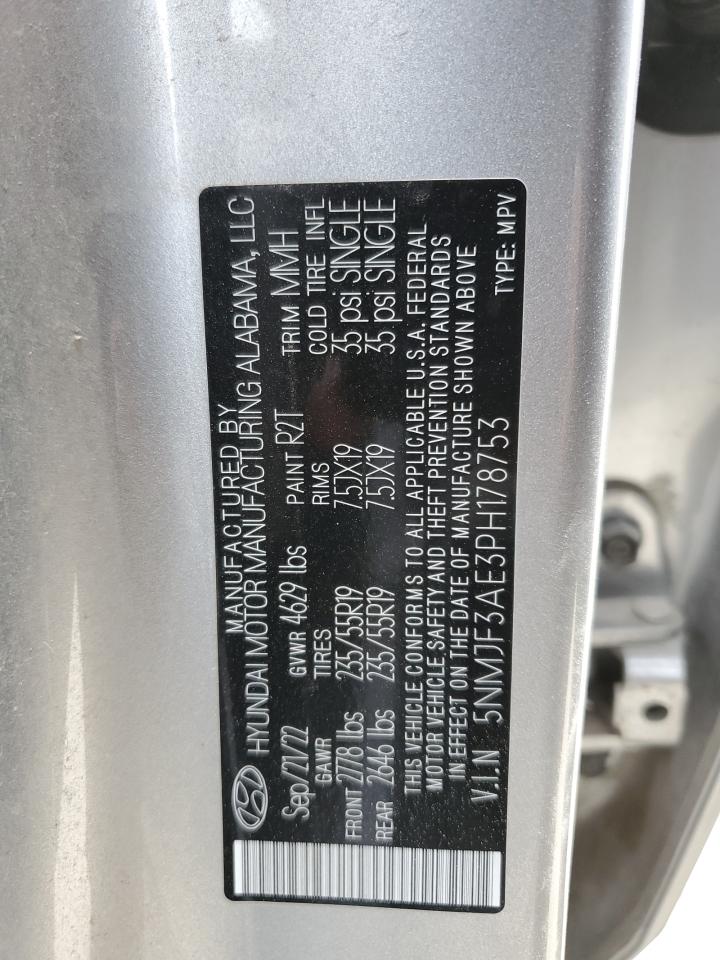 MANUFACTURED BY
HYUNDAI MOTOR MANUFACTURING ALABAMA, LLC
Sep/21/22 GVWR 4629 lbs PAINT R2T TRIM MMH
GAWR TIRES RIMS COLD TIRE INFL
FRONT 2778 lbs 235/55R19 7.5JX19 35 psi SINGLE
REAR 2646 lbs 235/55R19 7.5JX19 35 psi SINGLE
THIS VEHICLE CONFORMS TO ALL APPLICABLE U.S.A. FEDERAL
MOTOR VEHICLE SAFETY AND THEFT PREVENTION STANDARDS
IN EFFECT ON THE DATE OF MANUFACTURE SHOWN ABOVE
V.I.N 5NMJF3AE3PH178753 TYPE: MPV